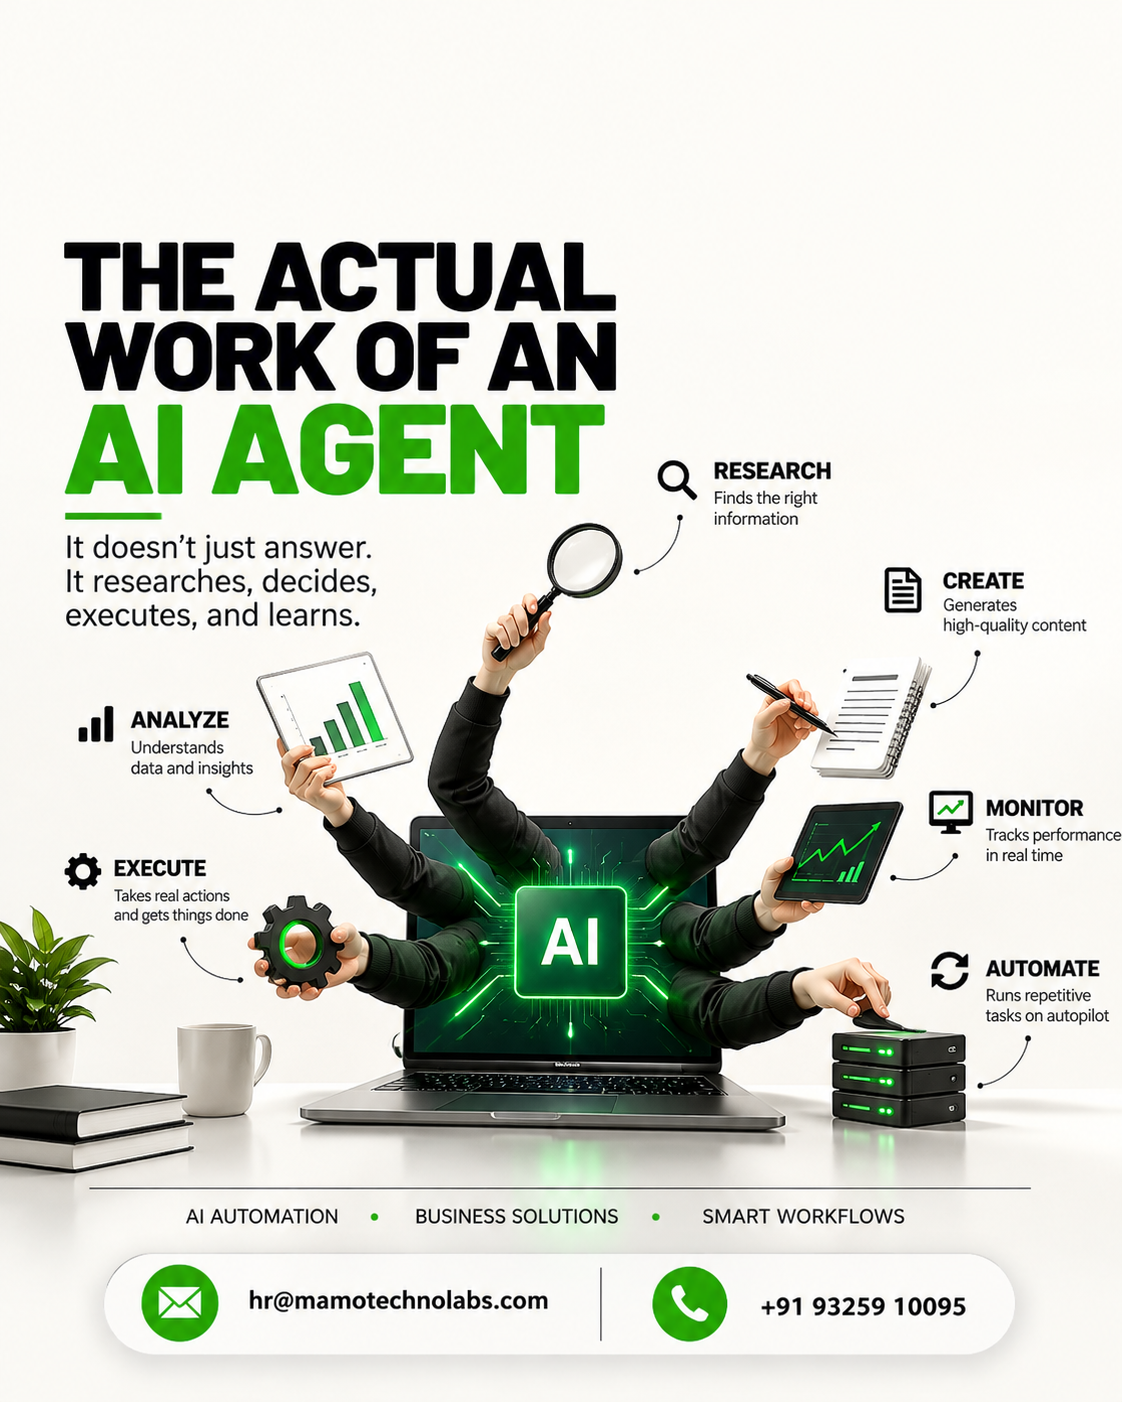 THE ACTUAL
WORK OF AN
AI AGENT
It doesn't just answer.
It researches, decides,
executes, and learns.
RESEARCH
Finds the right
information
CREATE
Generates
high-quality content
ANALYZE
Understands
data and insights
MONITOR
Tracks performance
in real time
EXECUTE
Takes real actions
and gets things done
AI
AUTOMATE
Runs repetitive
tasks on autopilot
AI AUTOMATION • BUSINESS SOLUTIONS • SMART WORKFLOWS
hr@mamotechnolabs.com
+91 93259 10095